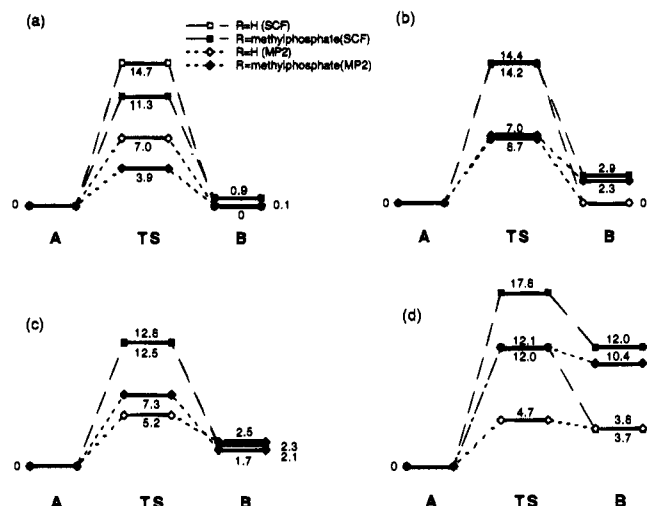 (a)
R=H (SCF)
R=methylphosphate(SCF)
R=H (MP2)
R=methylphosphate(MP2)
14.7
11.3
7.0
3.9
0
0.9
0
0.1
A TS B
(b)
14.4
14.2
7.0
8.7
0
2.9
2.3
0
A TS B
(c)
12.8
12.5
7.3
5.2
0
2.5
2.3
1.7
2.1
A TS B
(d)
17.8
12.1
12.0
4.7
0
12.0
10.4
3.8
3.7
A TS B